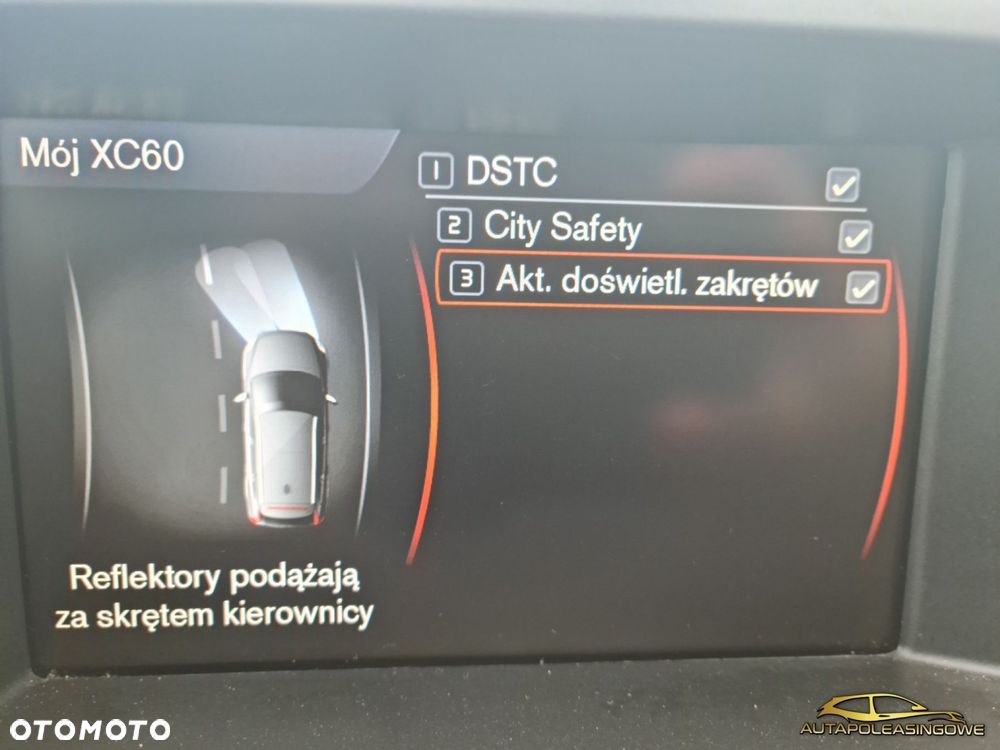 Mój XC60
1 DSTC
2 City Safety
3 Akt. doświetl. zakrętów
Reflektory podążają
za skrętem kierownicy
OTOMOTO
AUTAPOLEASINGOWE